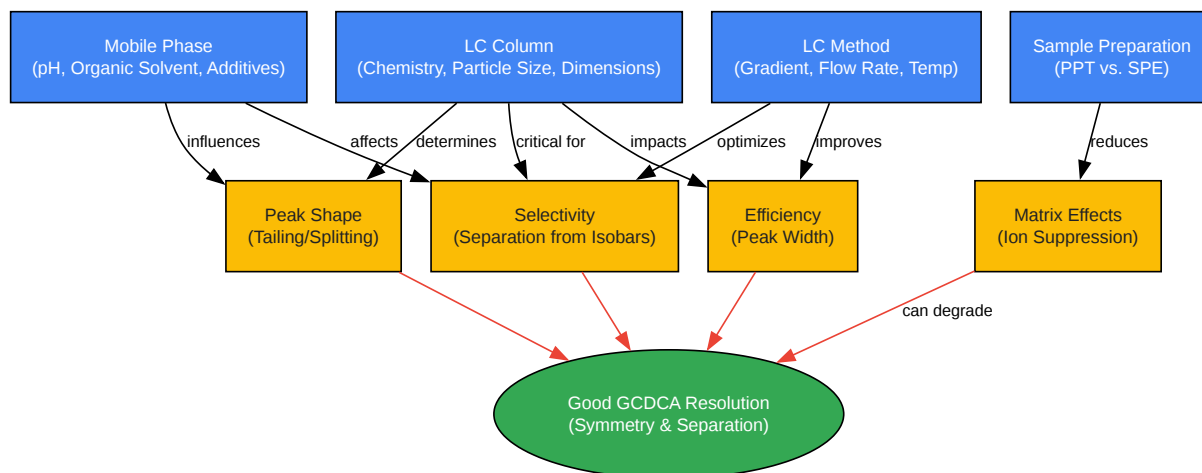 Mobile Phase
(pH, Organic Solvent, Additives)
LC Column
(Chemistry, Particle Size, Dimensions)
LC Method
(Gradient, Flow Rate, Temp)
Sample Preparation
(PPT vs. SPE)
influences
affects
determines
critical for
impacts
optimizes
improves
reduces
Peak Shape
(Tailing/Splitting)
Selectivity
(Separation from Isobars)
Efficiency
(Peak Width)
Matrix Effects
(Ion Suppression)
can degrade
Good GCDCA Resolution
(Symmetry & Separation)